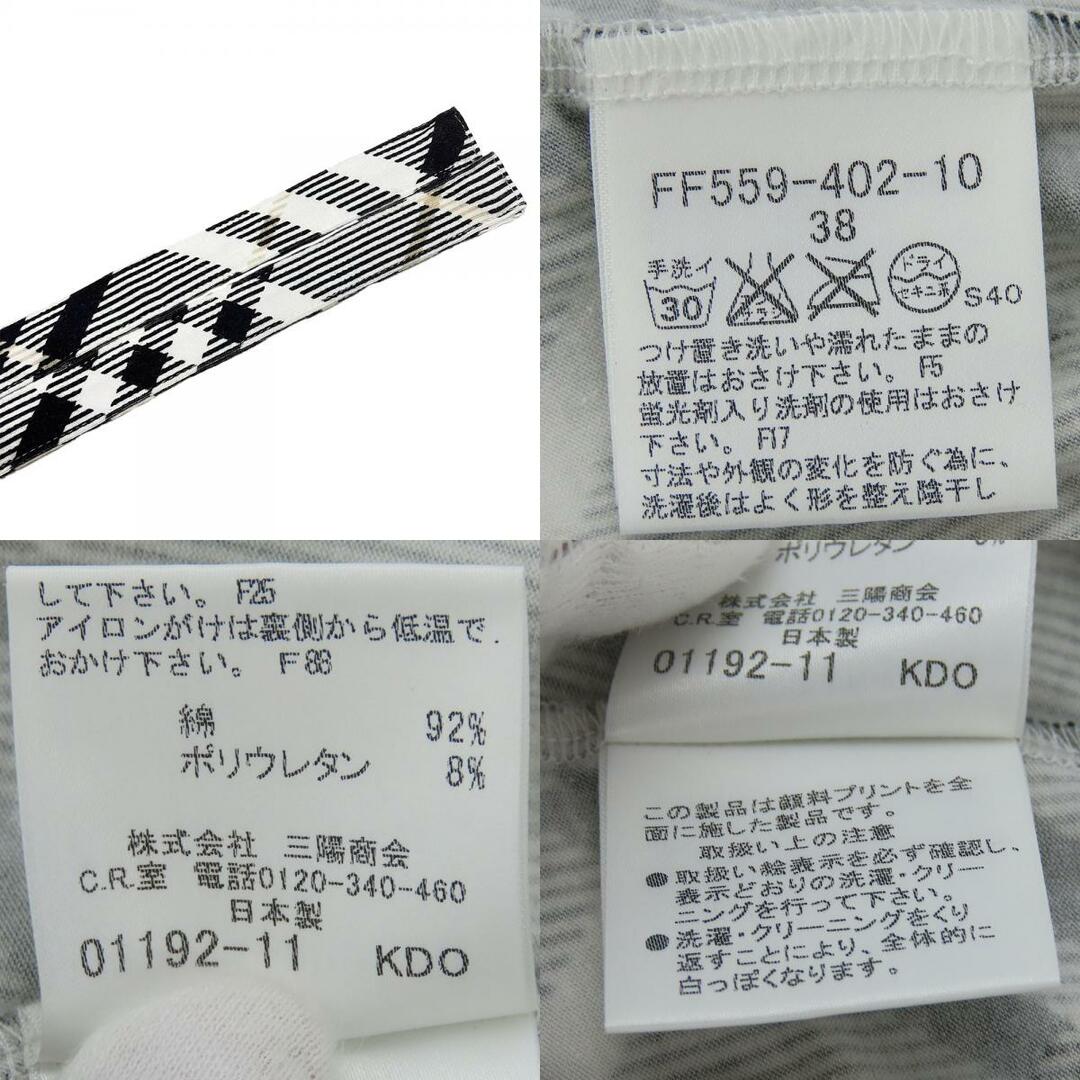 FF559-402-10
38
手洗イ
30
エンソサラシ
ドライ
セキユ系
S40
つけ置き洗いや濡れたままの
放置はおさけ下さい。 F5
蛍光剤入り洗剤の使用はおさけ
下さい。 F17
寸法や外観の変化を防ぐ為に、
洗濯後はよく形を整え陰干し
して下さい。 F25
アイロンがけは裏側から低温で
おかけ下さい。 F88
綿 92%
ポリウレタン 8%
株式会社 三陽商会
C.R.室 電話0120-340-460
日本製
01192-11 KDO
ポリウレタン 8%
株式会社 三陽商会
C.R.室 電話0120-340-460
日本製
01192-11 KDO
この製品は顔料プリントを全
面に施した製品です。
取扱い上の注意
●取扱い絵表示を必ず確認し、
表示どおりの洗濯・クリー
ニングを行って下さい。
●洗濯・クリーニングをくり
返すことにより、全体的に
白っぽくなります。